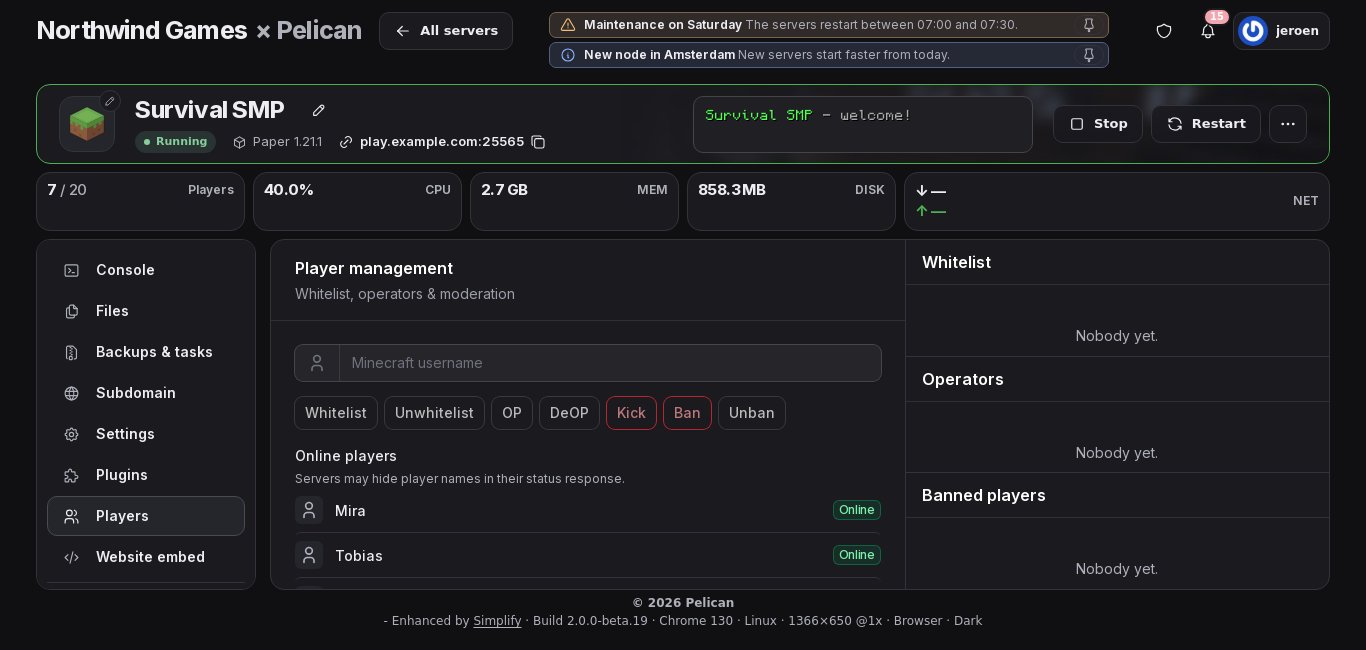 Northwind Games × Pelican
All servers
Maintenance on Saturday The servers restart between 07:00 and 07:30.
New node in Amsterdam New servers start faster from today.
15
jeroen
Survival SMP
Running
Paper 1.21.1
play.example.com:25565
Survival SMP – welcome!
Stop
Restart
7 / 20
Players
40.0%
CPU
2.7 GB
MEM
858.3 MB
DISK
↓ —
↑ —
NET
Console
Files
Backups & tasks
Subdomain
Settings
Plugins
Players
Website embed
Player management
Whitelist, operators & moderation
Minecraft username
Whitelist
Unwhitelist
OP
DeOP
Kick
Ban
Unban
Online players
Servers may hide player names in their status response.
Mira
Online
Tobias
Online
Whitelist
Nobody yet.
Operators
Nobody yet.
Banned players
Nobody yet.
© 2026 Pelican
- Enhanced by Simplify · Build 2.0.0-beta.19 · Chrome 130 · Linux · 1366×650 @1x · Browser · Dark